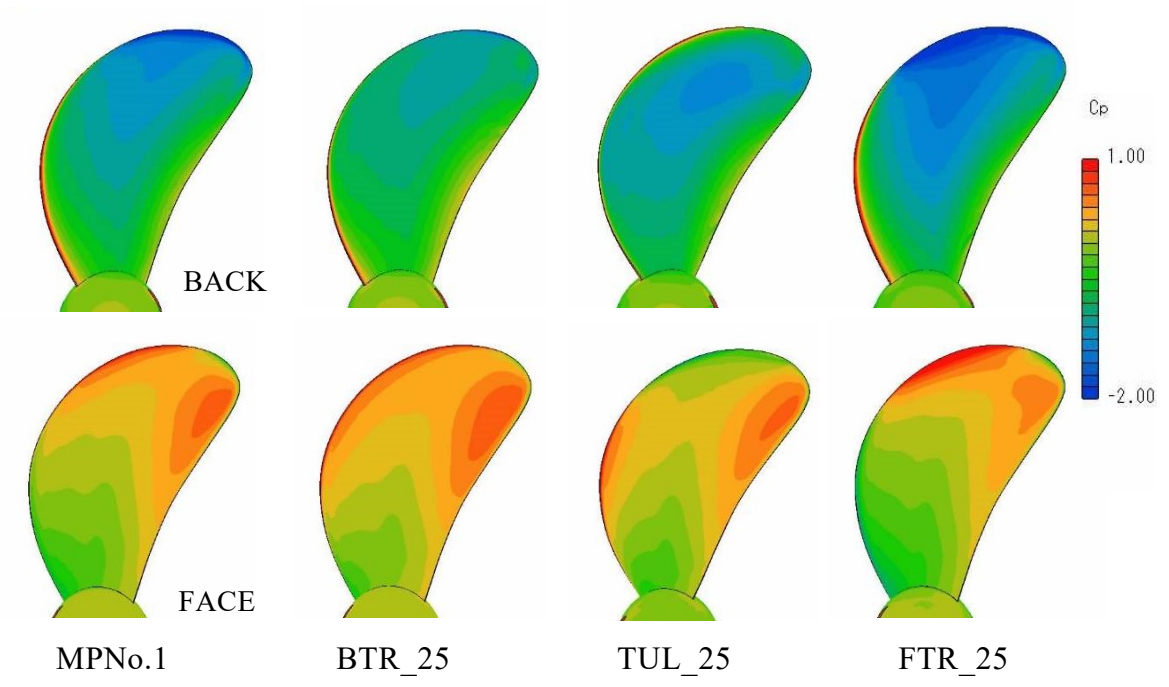 Cp
1.00
-2.00
BACK
FACE
MPNo.1
BTR_25
TUL_25
FTR_25